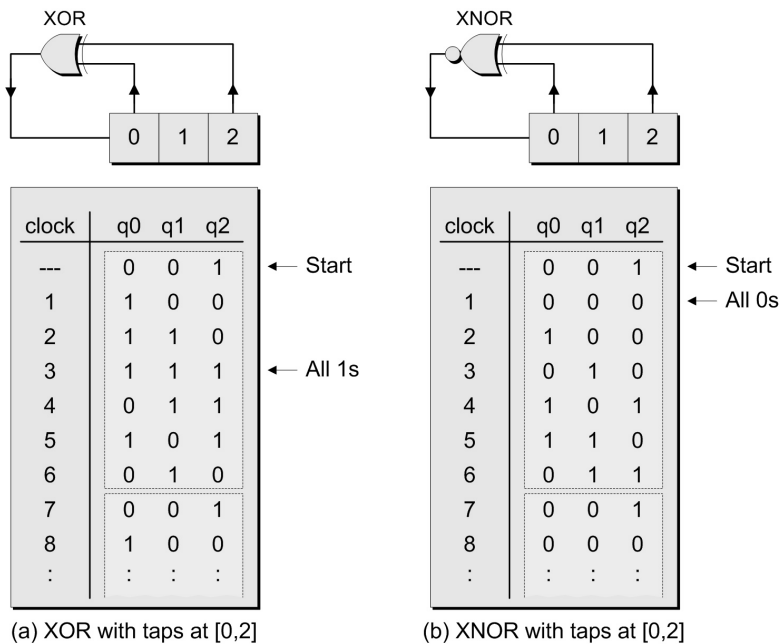 XOR
0 1 2
clock q0 q1 q2
--- 0 0 1 Start
1 1 0 0
2 1 1 0
3 1 1 1 All 1s
4 0 1 1
5 1 0 1
6 0 1 0
7 0 0 1
8 1 0 0
: : : :
(a) XOR with taps at [0,2]
XNOR
0 1 2
clock q0 q1 q2
--- 0 0 1 Start
1 0 0 0 All 0s
2 1 0 0
3 0 1 0
4 1 0 1
5 1 1 0
6 0 1 1
7 0 0 1
8 0 0 0
: : : :
(b) XNOR with taps at [0,2]